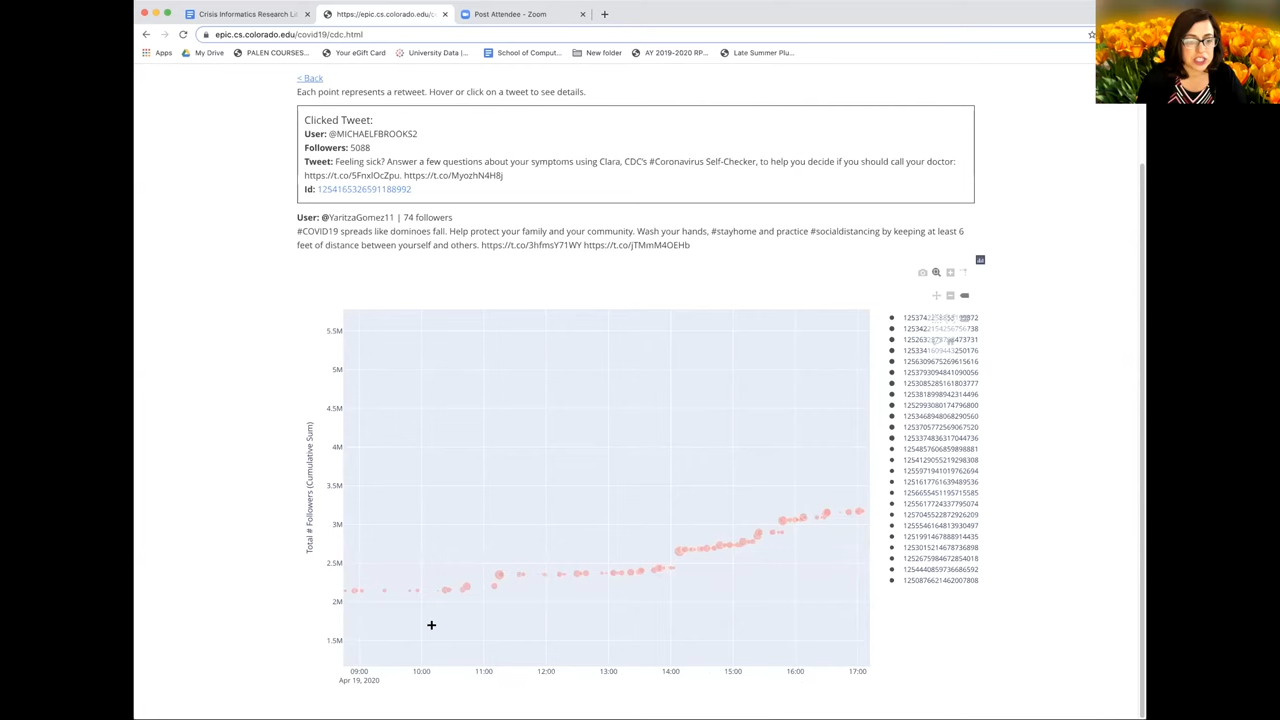 Crisis Informatics Research La
https://epic.cs.colorado.edu/c
Post Attendee - Zoom
epic.cs.colorado.edu/covid19/cdc.html
Apps
My Drive
PALEN COURSES...
Your eGift Card
University Data |...
School of Comput...
New folder
AY 2019-2020 RP...
Late Summer Plu...
< Back
Each point represents a retweet. Hover or click on a tweet to see details.
Clicked Tweet:
User: @MICHAELFBROOKS2
Followers: 5088
Tweet: Feeling sick? Answer a few questions about your symptoms using Clara, CDC's #Coronavirus Self-Checker, to help you decide if you should call your doctor:
https://t.co/5FnxlOcZpu. https://t.co/MyozhN4H8j
Id: 1254165326591188992
User: @YaritzaGomez11 | 74 followers
#COVID19 spreads like dominoes fall. Help protect your family and your community. Wash your hands, #stayhome and practice #socialdistancing by keeping at least 6
feet of distance between yourself and others. https://t.co/3hfmsY71WY https://t.co/jTMmM4OEHb
5.5M
5M
4.5M
4M
3.5M
3M
2.5M
2M
1.5M
Total # Followers (Cumulative Sum)
09:00
10:00
11:00
12:00
13:00
14:00
15:00
16:00
17:00
Apr 19, 2020
1256309675269615616
1253793094841090056
1253085285161803777
1253818998942314496
1252993080174796800
1253468948068290560
1253705772569067520
1253374836317044736
1254857606859898881
1254129055219298308
1255971941019762694
1251617761639489536
1256655451195715585
1255617724337795074
1257045522872926209
1255546164813930497
1251991467888914435
1253015214678736898
1252675984672854018
1254440859736686592
1250876621462007808